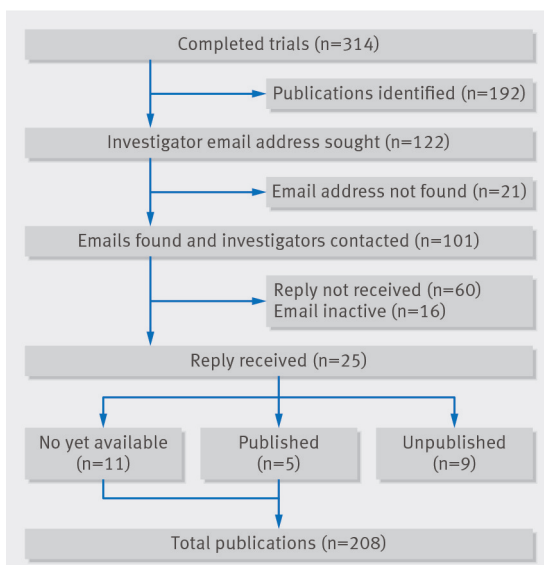 Completed trials (n=314)
Publications identified (n=192)
Investigator email address sought (n=122)
Email address not found (n=21)
Emails found and investigators contacted (n=101)
Reply not received (n=60)
Email inactive (n=16)
Reply received (n=25)
No yet available
(n=11)
Published
(n=5)
Unpublished
(n=9)
Total publications (n=208)